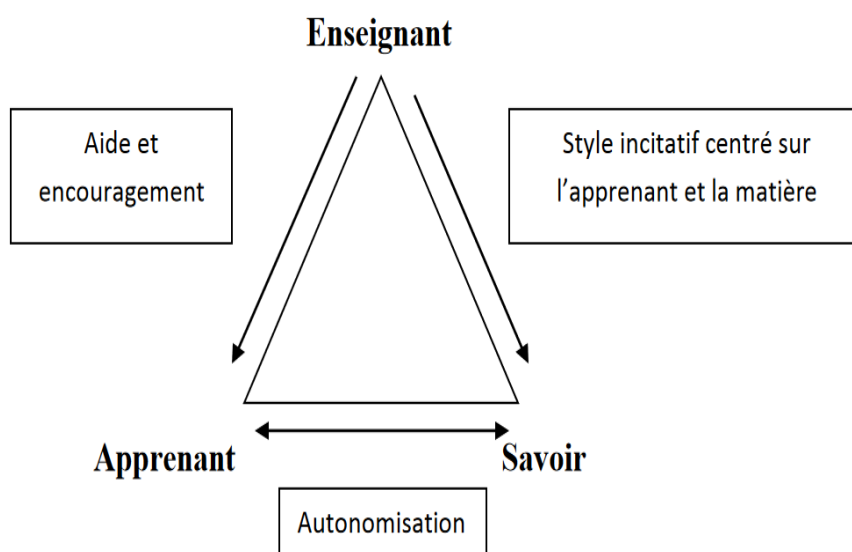 Enseignant
Aide et
encouragement
Style incitatif centré sur
l'apprenant et la matière
Apprenant
Savoir
Autonomisation